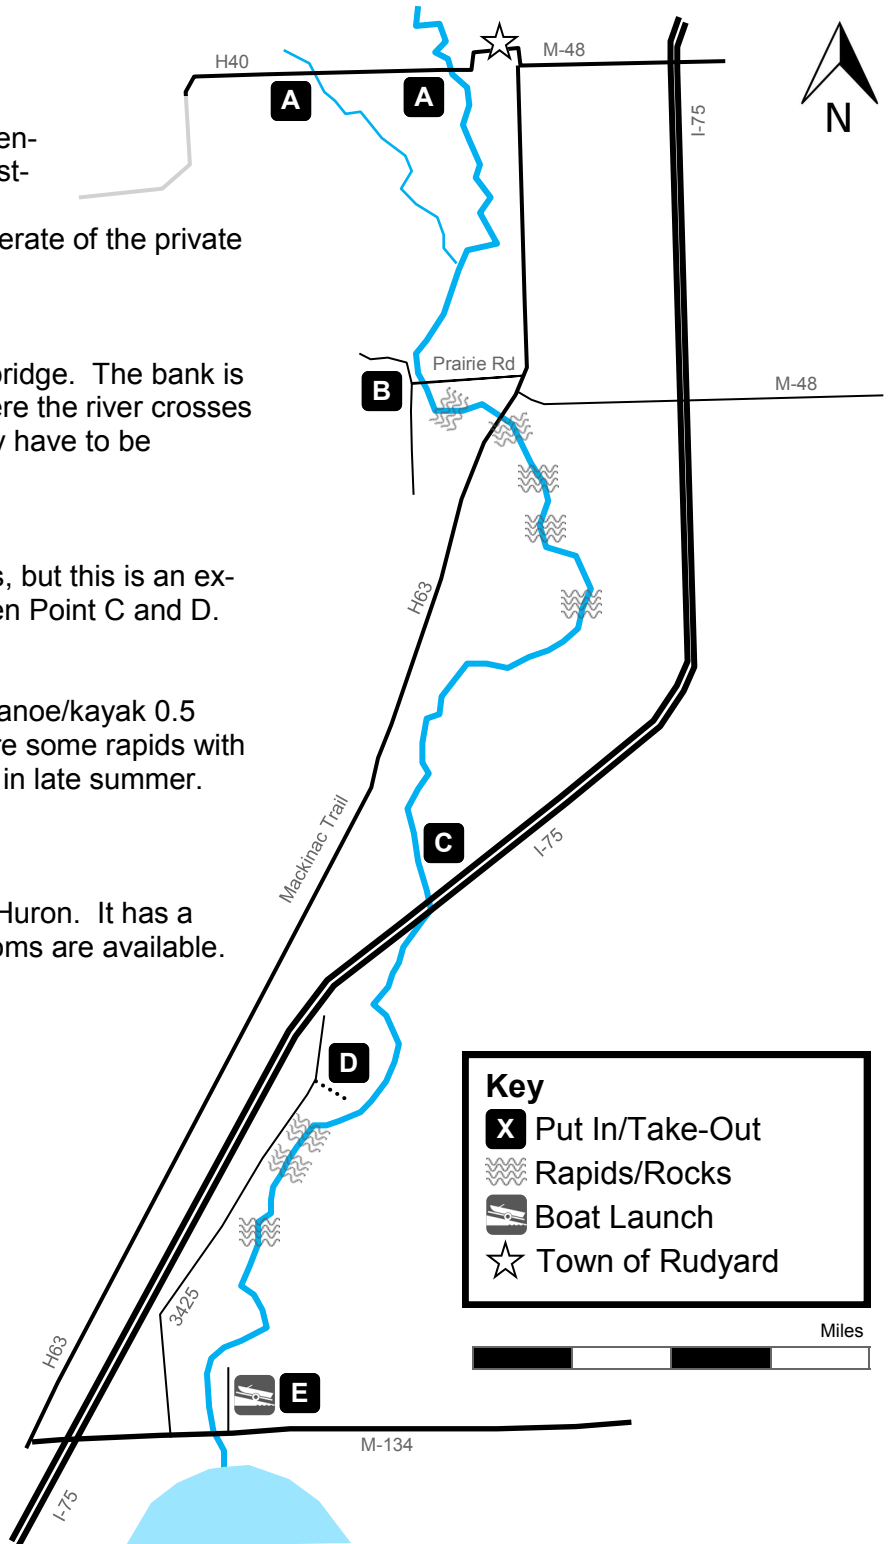 H40
M-48
A
A
I-75
N
en-
st-
erate of the private
bridge. The bank is
ere the river crosses
y have to be
Prairie Rd
B
M-48
s, but this is an ex-
en Point C and D.
H63
anoe/kayak 0.5
re some rapids with
in late summer.
Mackinac Trail
C
I-75
Huron. It has a
oms are available.
D
Key
X Put In/Take-Out
Rapids/Rocks
Boat Launch
Town of Rudyard
Miles
3425
H63
E
M-134
I-75